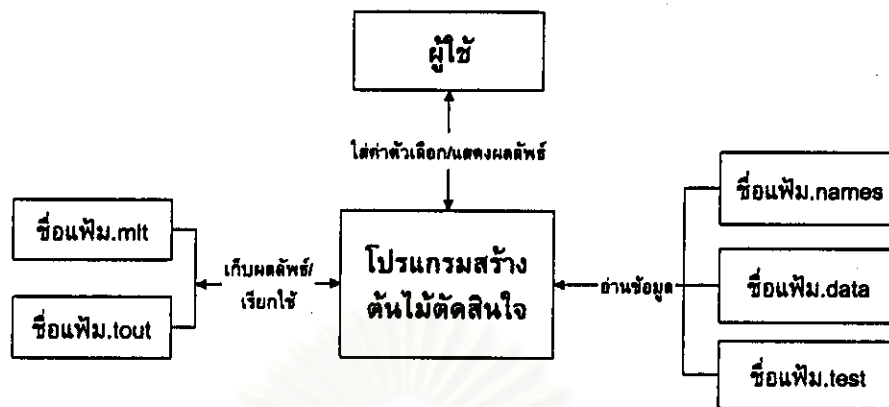 ผู้ใช้
ใส่ค่าตัวเลือก/แสดงผลลัพธ์
ชื่อแฟ้ม.names
ชื่อแฟ้ม.mlt
โปรแกรมสร้าง
ต้นไม้ตัดสินใจ
เก็บผลลัพธ์/
เรียกใช้
อ่านข้อมูล
ชื่อแฟ้ม.data
ชื่อแฟ้ม.tout
ชื่อแฟ้ม.test